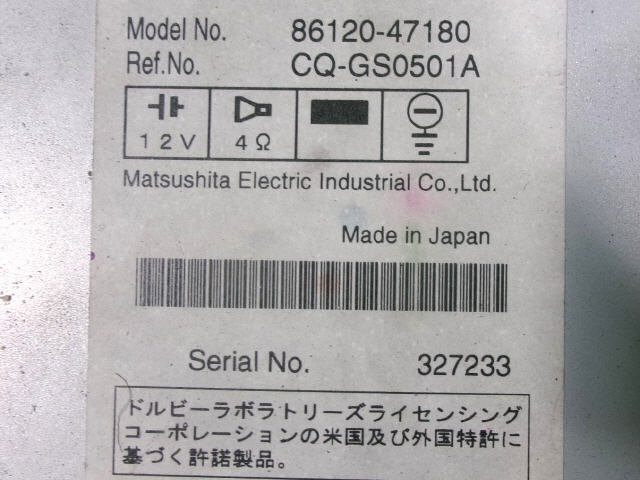 Model No. 86120-47180
Ref.No. CQ-GS0501A
12V 4Ω
Matsushita Electric Industrial Co.,Ltd.
Made in Japan
Serial No. 327233
ドルビーラボラトリーズライセンシング
コーポレーションの米国及び外国特許に
基づく許諾製品。